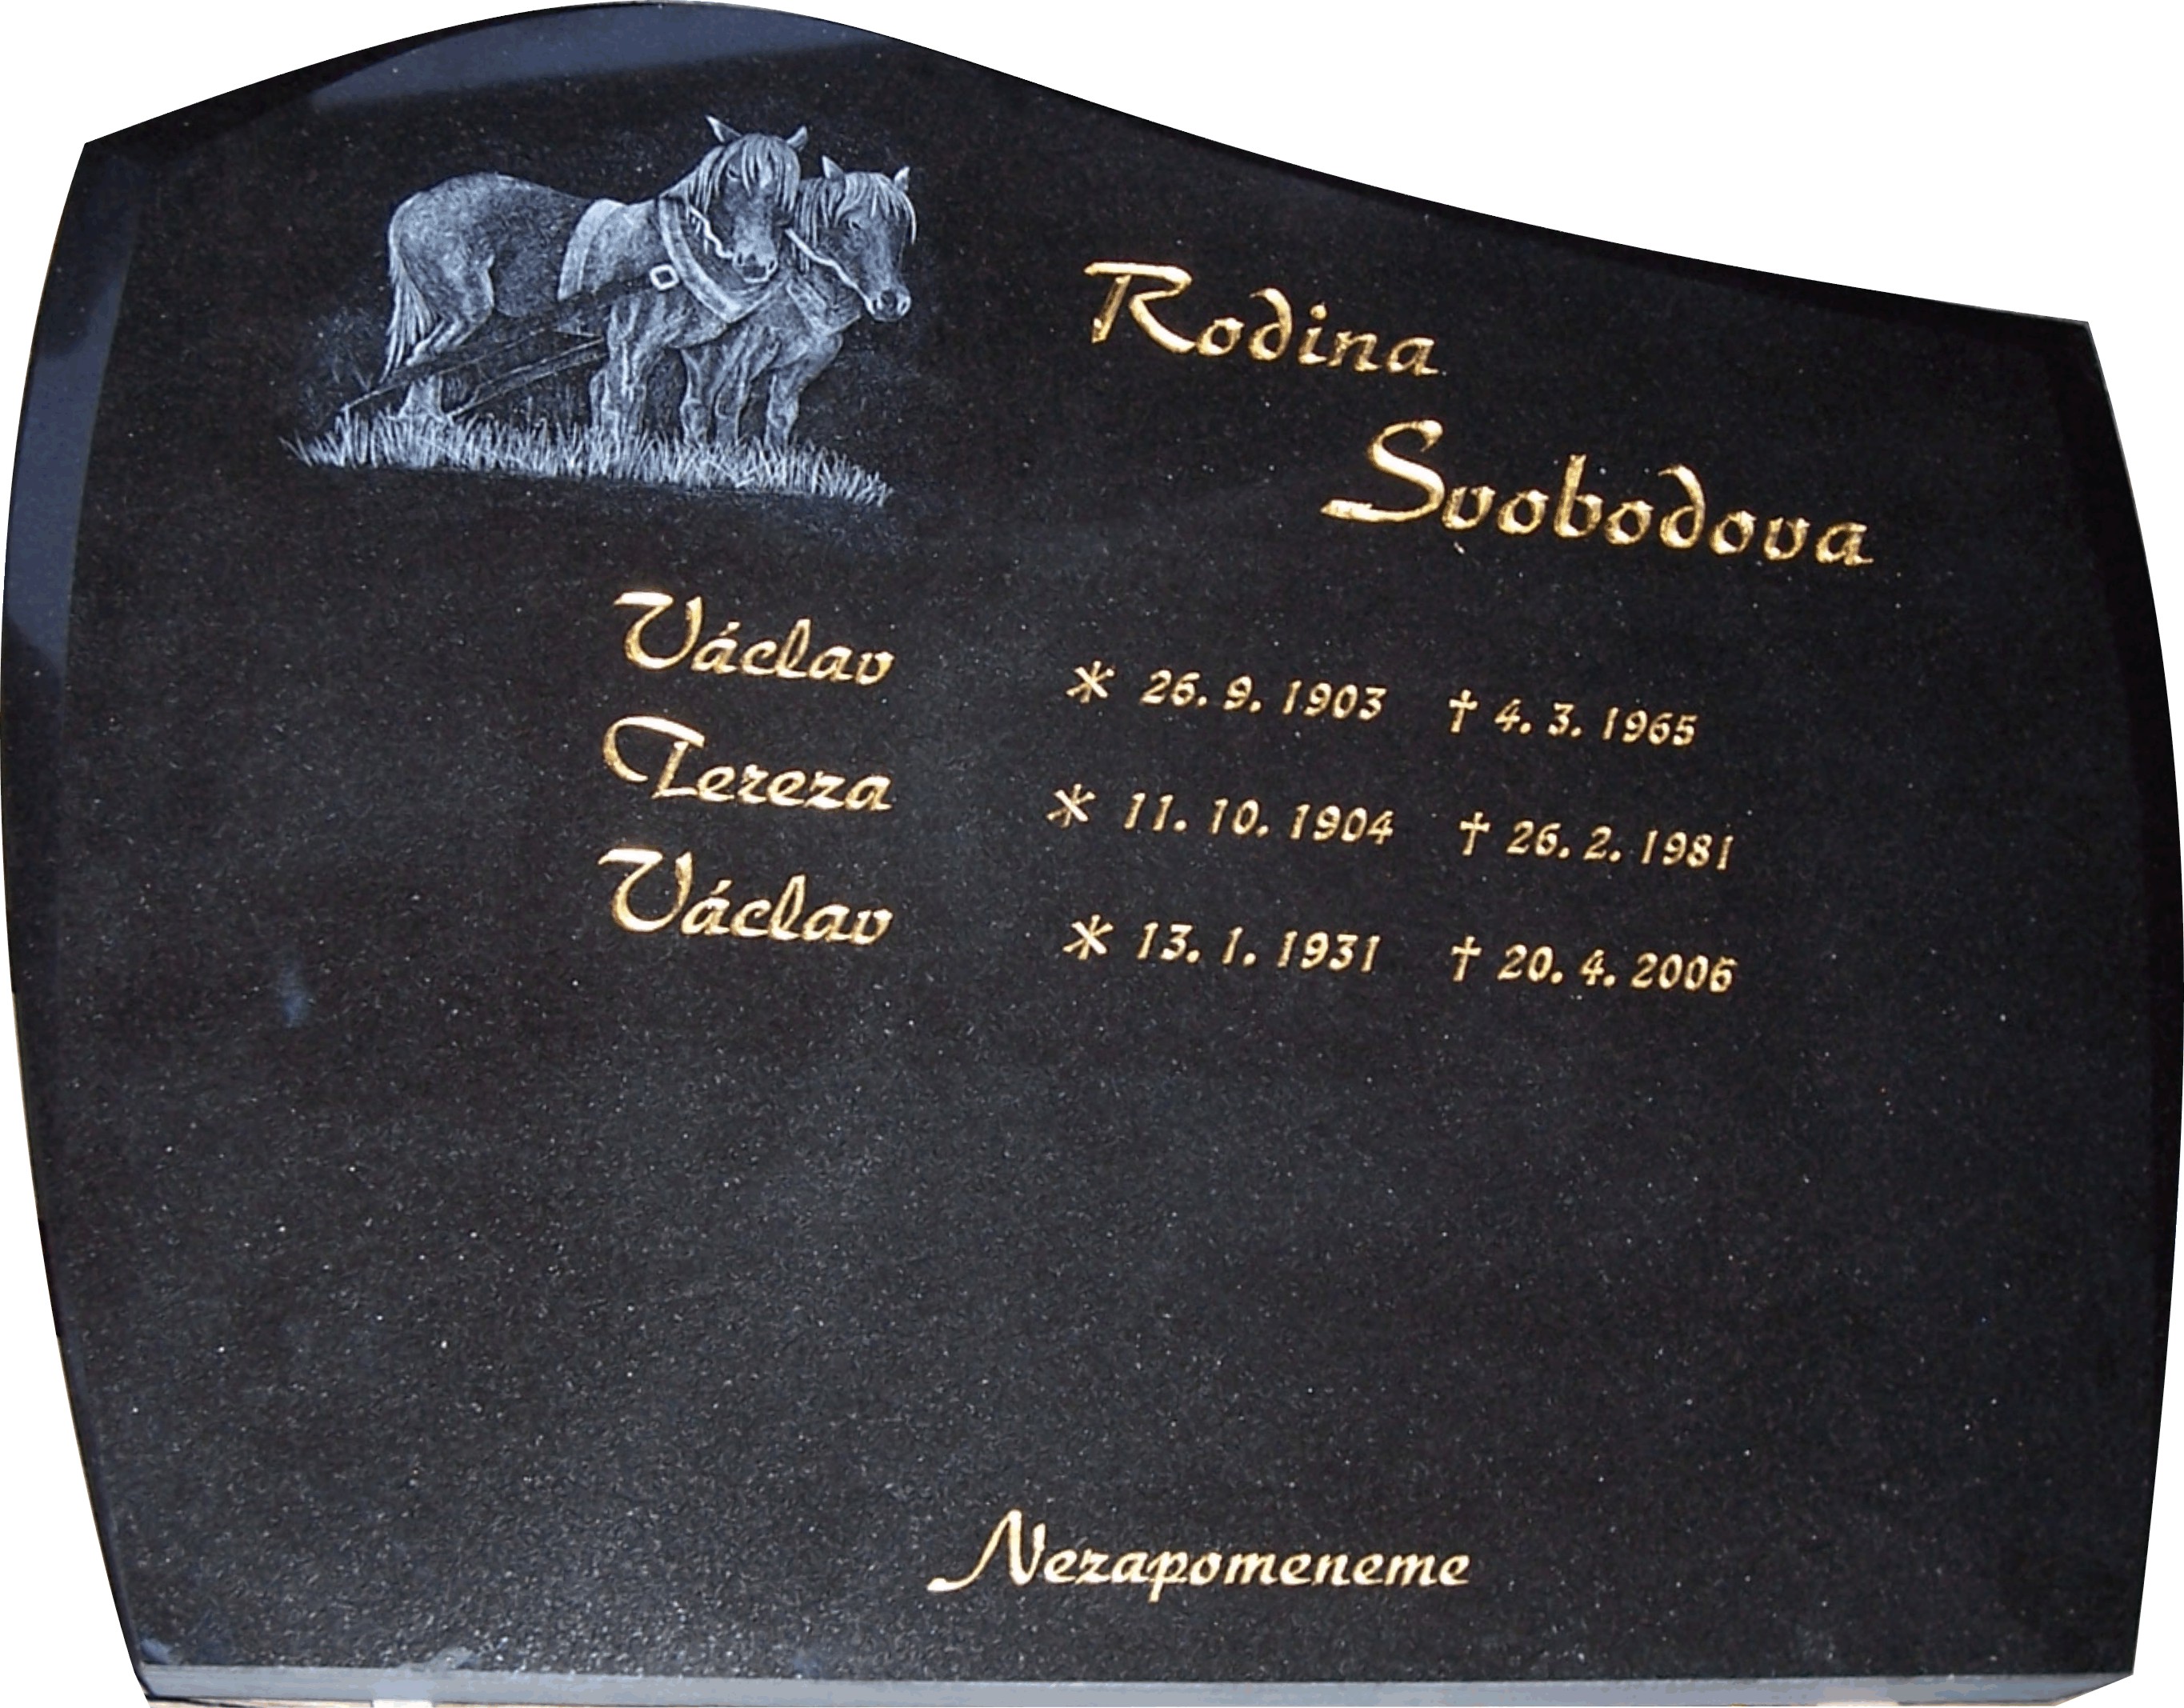 Rodina
Svobodova
Václav * 26. 9. 1903 † 4. 3. 1965
Tereza * 11. 10. 1904 † 26. 2. 1981
Václav * 13. 1. 1931 † 20. 4. 2006
Nezapomeneme